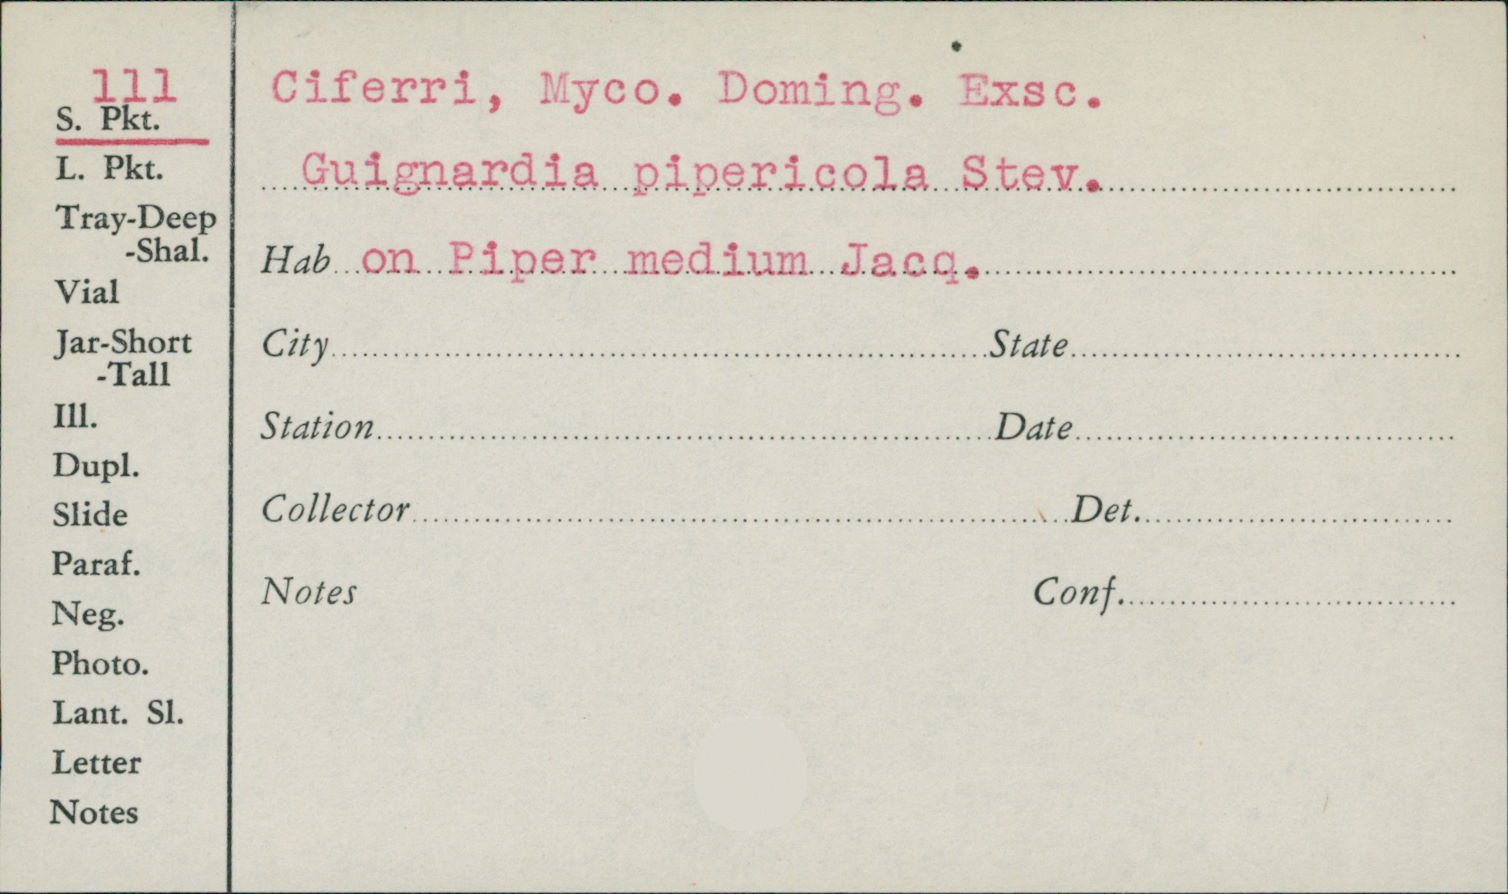 111
S. Pkt.
L. Pkt.
Tray-Deep
-Shal.
Vial
Jar-Short
-Tall
Ill.
Dupl.
Slide
Paraf.
Neg.
Photo.
Lant. Sl.
Letter
Notes
Ciferri, Myco. Doming. Exsc.
Guignardia pipericola Stev.
Hab on Piper medium Jacq.
City State
Station Date
Collector Det.
Notes Conf.